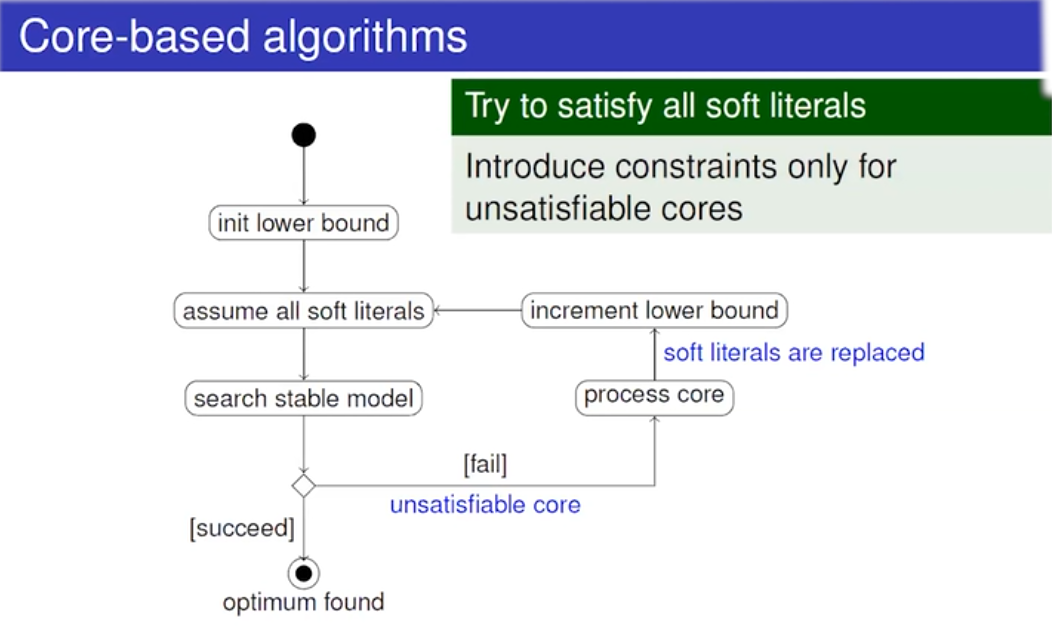 Core-based algorithms
Try to satisfy all soft literals
Introduce constraints only for
unsatisfiable cores
init lower bound
assume all soft literals
increment lower bound
soft literals are replaced
search stable model
process core
[fail]
unsatisfiable core
[succeed]
optimum found